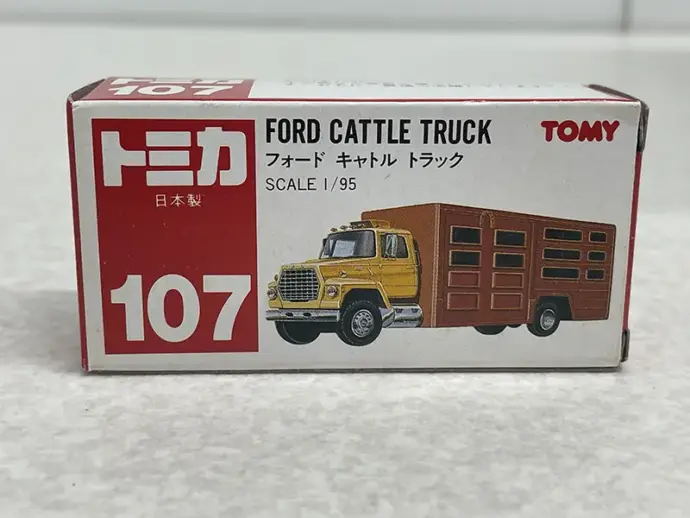 107
トミカ
日本製
107
FORD CATTLE TRUCK
フォード キャトル トラック
SCALE 1/95
TOMY